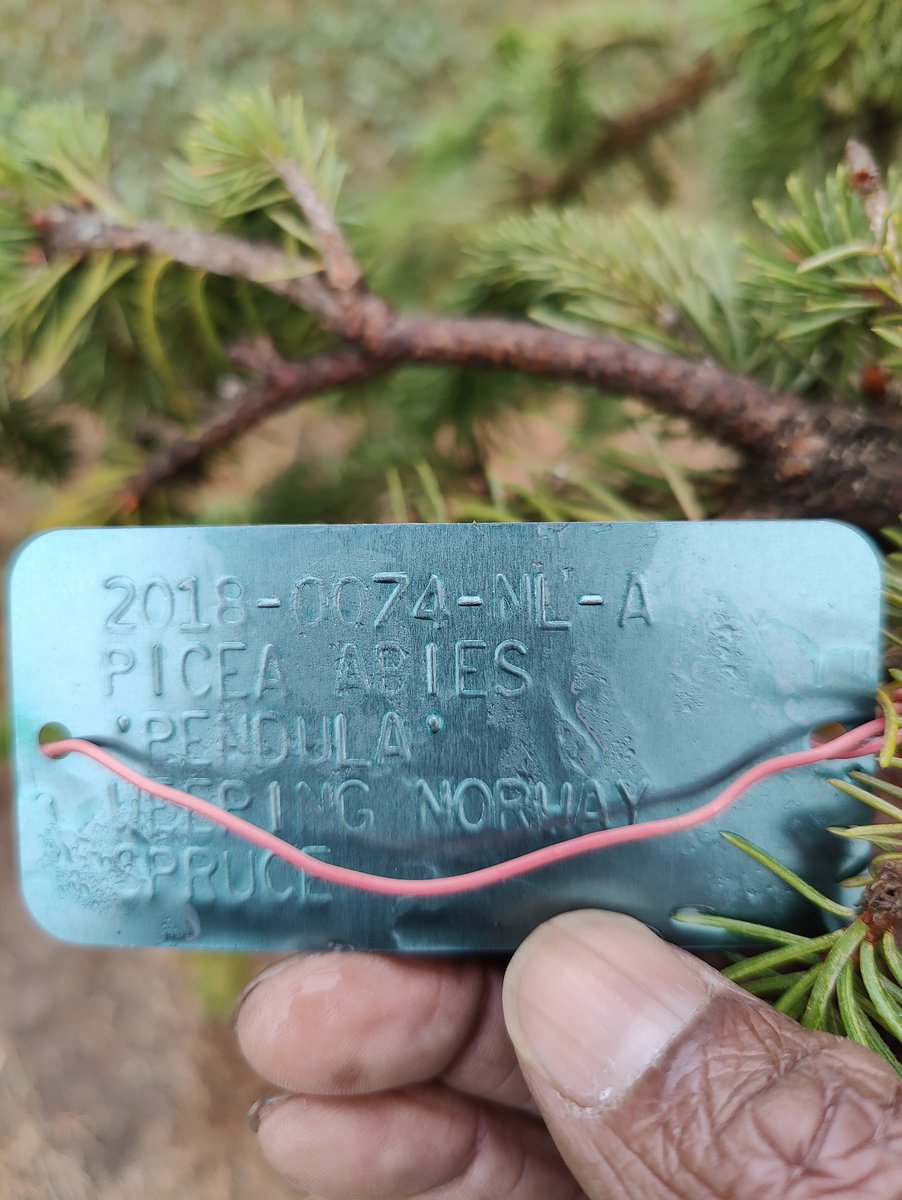 2018-0074-NL-A
PICEA ABIES
'PENDULA'
WEEPING NORWAY
SPRUCE